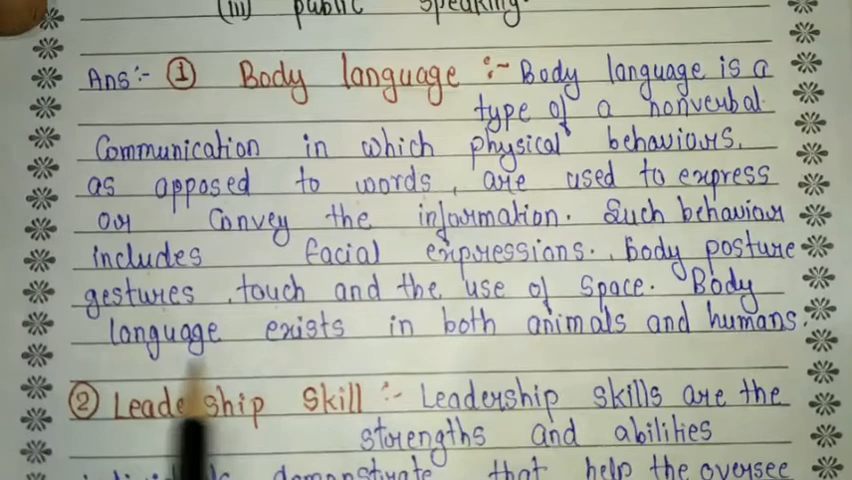 (iii) public speaking
Ans:- ① Body language :- Body language is a
type of a nonverbal
Communication in which physical behaviours,
as opposed to words, are used to express
or Convey the information. Such behaviour
includes facial expressions. , Body posture
gestures, touch and the use of space. Body
language exists in both animals and humans.
② Leadership Skill :- Leadership skills are the
strengths and abilities
demonstrate that help the oversee